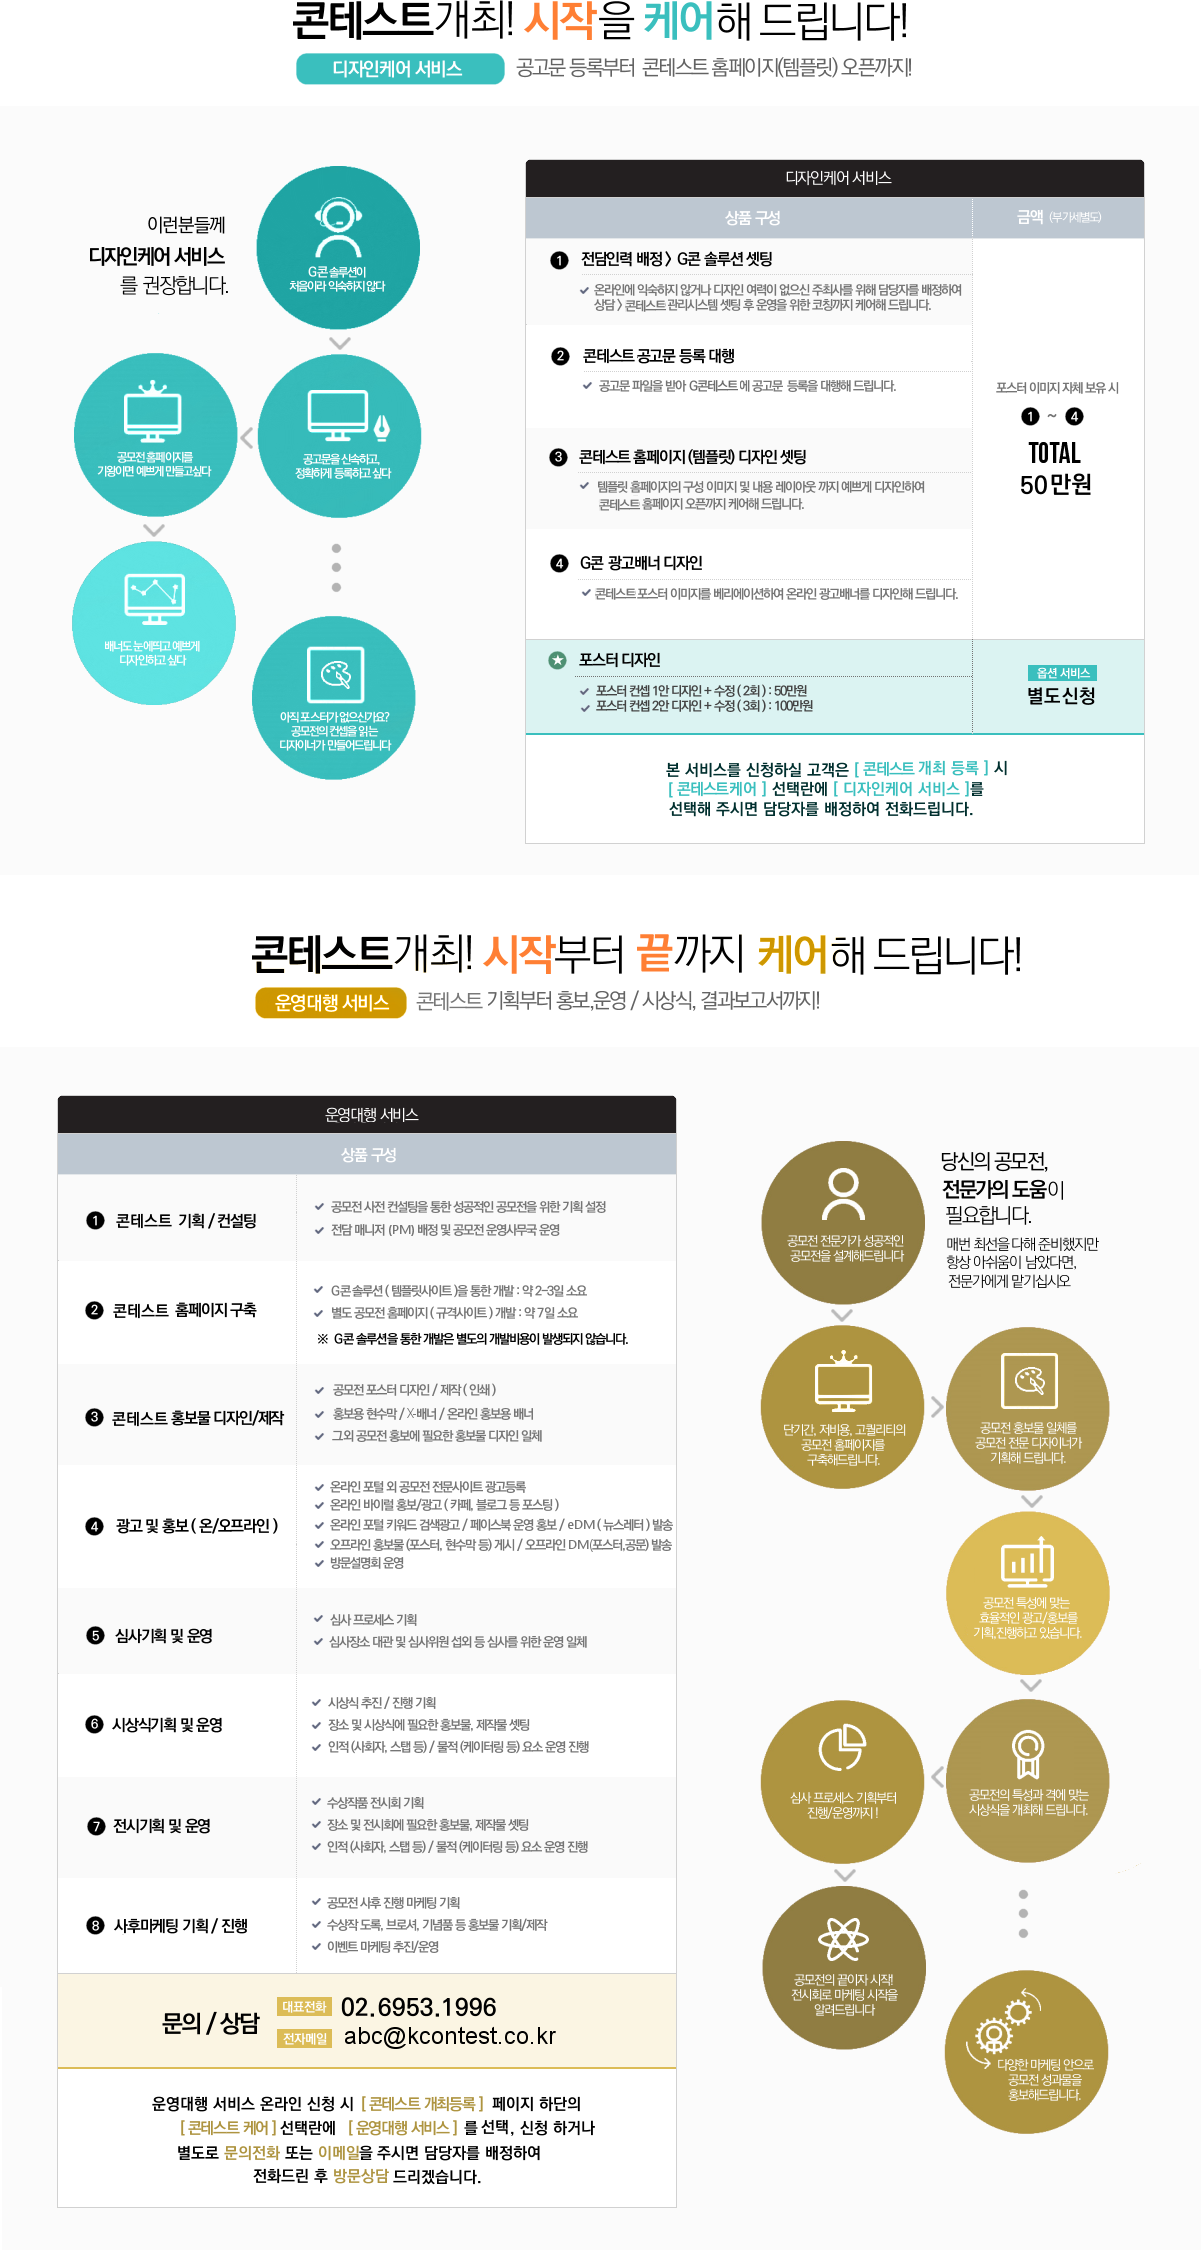 콘테스트개최! 시작을 케어해 드립니다!
디자인케어 서비스 공고문 등록부터 콘테스트 홈페이지(템플릿) 오픈까지!
이런분들께
디자인케어 서비스
를 권장합니다.
G콘 솔루션이
처음이라 익숙하지 않다
공고문을 신속하고,
정확하게 등록하고 싶다
공모전 홈페이지를
기왕이면 예쁘게 만들고싶다
배너도 눈에띄고 예쁘게
디자인하고 싶다
아직 포스터가 없으신가요?
공모전의 컨셉을 읽는
디자이너가 만들어드립니다
디자인케어 서비스
상품 구성 금액 (부가세별도)
1 전담인력 배정 > G콘 솔루션 셋팅
온라인에 익숙하지 않거나 디자인 여력이 없으신 주최사를 위해 담당자를 배정하여
상담 > 콘테스트 관리시스템 셋팅 후 운영을 위한 코칭까지 케어해 드립니다.
2 콘테스트 공고문 등록 대행
공고문 파일을 받아 G콘테스트에 공고문 등록을 대행해 드립니다.
3 콘테스트 홈페이지(템플릿) 디자인 셋팅
템플릿 홈페이지의 구성 이미지 및 내용 레이아웃 까지 예쁘게 디자인하여
콘테스트 홈페이지 오픈까지 케어해 드립니다.
4 G콘 광고배너 디자인
콘테스트 포스터 이미지를 베리에이션하여 온라인 광고배너를 디자인해 드립니다.
포스터 이미지 자체 보유 시
1 ~ 4
TOTAL
50만원
포스터 디자인
포스터 컨셉 1안 디자인 + 수정 ( 2회 ) : 50만원
포스터 컨셉 2안 디자인 + 수정 ( 3회 ) : 100만원
옵션 서비스
별도신청
본 서비스를 신청하실 고객은 [ 콘테스트 개최 등록 ] 시
[ 콘테스트케어 ] 선택란에 [ 디자인케어 서비스 ]를
선택해 주시면 담당자를 배정하여 전화드립니다.
콘테스트개최! 시작부터 끝까지 케어해 드립니다!
운영대행 서비스 콘테스트 기획부터 홍보,운영 / 시상식, 결과보고서까지!
운영대행 서비스
상품 구성
1 콘테스트 기획 / 컨설팅
공모전 사전 컨설팅을 통한 성공적인 공모전을 위한 기획 설정
전담 매니저 (PM) 배정 및 공모전 운영사무국 운영
2 콘테스트 홈페이지 구축
G콘 솔루션 ( 템플릿사이트 )을 통한 개발 : 약 2-3일 소요
별도 공모전 홈페이지 ( 규격사이트 ) 개발 : 약 7일 소요
※ G콘 솔루션을 통한 개발은 별도의 개발비용이 발생되지 않습니다.
3 콘테스트 홍보물 디자인/제작
공모전 포스터 디자인 / 제작 ( 인쇄 )
홍보용 현수막 / X-배너 / 온라인 홍보용 배너
그외 공모전 홍보에 필요한 홍보물 디자인 일체
4 광고 및 홍보 ( 온/오프라인 )
온라인 포털 외 공모전 전문사이트 광고등록
온라인 바이럴 홍보/광고 ( 카페, 블로그 등 포스팅 )
온라인 포털 키워드 검색광고 / 페이스북 운영 홍보 / eDM ( 뉴스레터 ) 발송
오프라인 홍보물 (포스터, 현수막 등) 게시 / 오프라인 DM(포스터,공문) 발송
방문설명회 운영
5 심사기획 및 운영
심사 프로세스 기획
심사장소 대관 및 심사위원 섭외 등 심사를 위한 운영 일체
6 시상식기획 및 운영
시상식 추진 / 진행 기획
장소 및 시상식에 필요한 홍보물, 제작물 셋팅
인적 (사회자, 스탭 등) / 물적 (케이터링 등) 요소 운영 진행
7 전시기획 및 운영
수상작품 전시회 기획
장소 및 전시회에 필요한 홍보물, 제작물 셋팅
인적 (사회자, 스탭 등) / 물적 (케이터링 등) 요소 운영 진행
8 사후마케팅 기획 / 진행
공모전 사후 진행 마케팅 기획
수상작 도록, 브로셔, 기념품 등 홍보물 기획/제작
이벤트 마케팅 추진/운영
문의 / 상담
대표전화 02.6953.1996
전자메일 abc@kcontest.co.kr
운영대행 서비스 온라인 신청 시 [ 콘테스트 개최등록 ] 페이지 하단의
[ 콘테스트 케어 ] 선택란에 [ 운영대행 서비스 ] 를 선택, 신청 하거나
별도로 문의전화 또는 이메일을 주시면 담당자를 배정하여
전화드린 후 방문상담 드리겠습니다.
당신의 공모전,
전문가의 도움이
필요합니다.
매번 최선을 다해 준비했지만
항상 아쉬움이 남았다면,
전문가에게 맡기십시오
공모전 전문가가 성공적인
공모전을 설계해드립니다
단기간, 저비용, 고퀄리티의
공모전 홈페이지를
구축해드립니다.
공모전 홍보물 일체를
공모전 전문 디자이너가
기획해 드립니다.
공모전 특성에 맞는
효율적인 광고/홍보를
기획,진행하고 있습니다.
공모전의 특성과 격에 맞는
시상식을 개최해 드립니다.
심사 프로세스 기획부터
진행/운영까지 !
공모전의 끝이자 시작!
전시회로 마케팅 시작을
알려드립니다
다양한 마케팅 안으로
공모전 성과물을
홍보해드립니다.